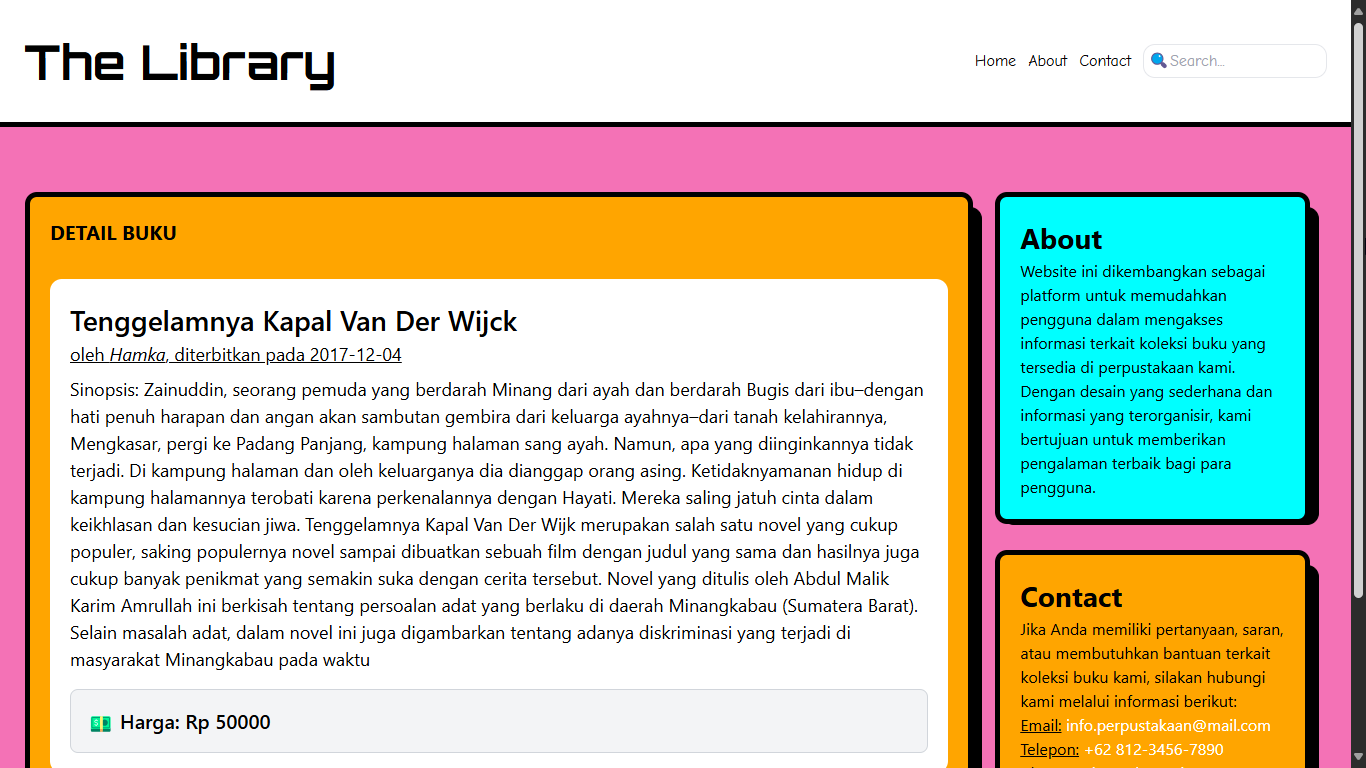 The Library
Home About Contact Search...
DETAIL BUKU
Tenggelamnya Kapal Van Der Wijck
oleh Hamka, diterbitkan pada 2017-12-04
Sinopsis: Zainuddin, seorang pemuda yang berdarah Minang dari ayah dan berdarah Bugis dari ibu–dengan
hati penuh harapan dan angan akan sambutan gembira dari keluarga ayahnya–dari tanah kelahirannya,
Mengkasar, pergi ke Padang Panjang, kampung halaman sang ayah. Namun, apa yang diinginkannya tidak
terjadi. Di kampung halaman dan oleh keluarganya dia dianggap orang asing. Ketidaknyamanan hidup di
kampung halamannya terobati karena perkenalannya dengan Hayati. Mereka saling jatuh cinta dalam
keikhlasan dan kesucian jiwa. Tenggelamnya Kapal Van Der Wijk merupakan salah satu novel yang cukup
populer, saking populernya novel sampai dibuatkan sebuah film dengan judul yang sama dan hasilnya juga
cukup banyak penikmat yang semakin suka dengan cerita tersebut. Novel yang ditulis oleh Abdul Malik
Karim Amrullah ini berkisah tentang persoalan adat yang berlaku di daerah Minangkabau (Sumatera Barat).
Selain masalah adat, dalam novel ini juga digambarkan tentang adanya diskriminasi yang terjadi di
masyarakat Minangkabau pada waktu
Harga: Rp 50000
About
Website ini dikembangkan sebagai
platform untuk memudahkan
pengguna dalam mengakses
informasi terkait koleksi buku yang
tersedia di perpustakaan kami.
Dengan desain yang sederhana dan
informasi yang terorganisir, kami
bertujuan untuk memberikan
pengalaman terbaik bagi para
pengguna.
Contact
Jika Anda memiliki pertanyaan, saran,
atau membutuhkan bantuan terkait
koleksi buku kami, silakan hubungi
kami melalui informasi berikut:
Email: info.perpustakaan@mail.com
Telepon: +62 812-3456-7890